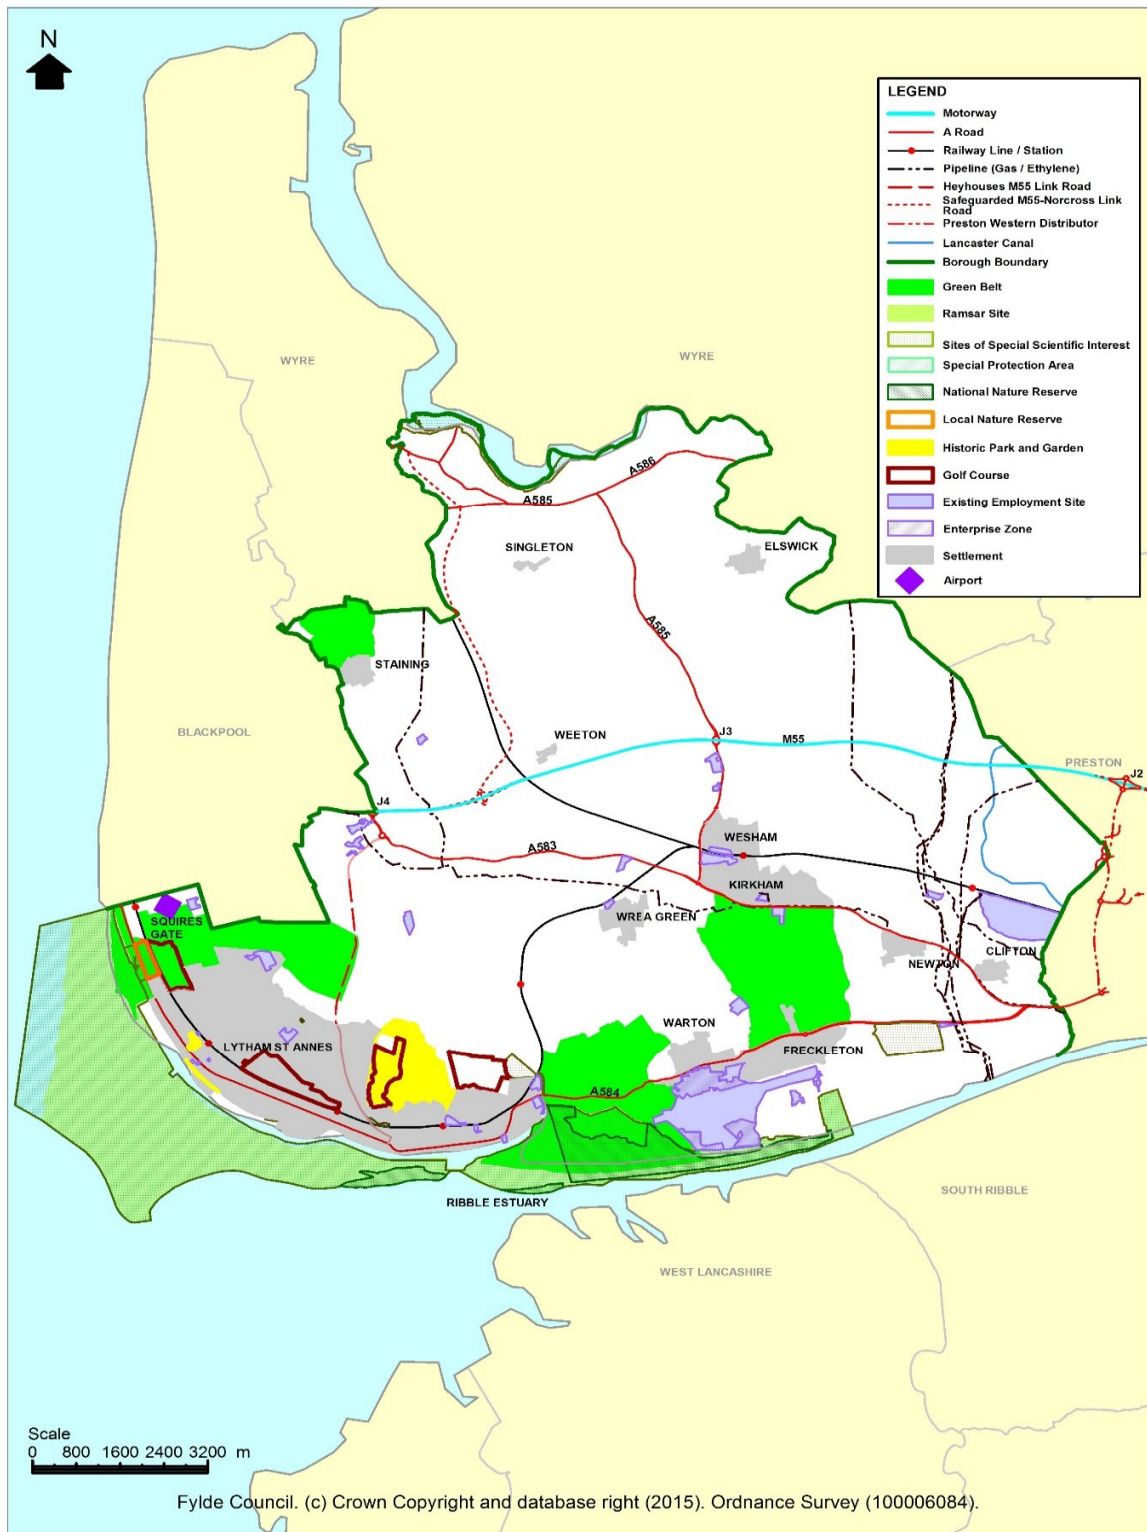 N
LEGEND
Motorway
A Road
Railway Line / Station
Pipeline (Gas / Ethylene)
Heyhouses M55 Link Road
Safeguarded M55-Norcross Link
Road
Preston Western Distributor
Lancaster Canal
Borough Boundary
Green Belt
Ramsar Site
Sites of Special Scientific Interest
Special Protection Area
National Nature Reserve
Local Nature Reserve
Historic Park and Garden
Golf Course
Existing Employment Site
Enterprise Zone
Settlement
Airport
WYRE
WYRE
A586
A585
SINGLETON
ELSWICK
A585
STAINING
BLACKPOOL
WEETON
J3
M55
PRESTON
J2
J4
WESHAM
A583
KIRKHAM
WREA GREEN
SQUIRES
GATE
NEWTON
CLIFTON
WARTON
LYTHAM ST ANNES
FRECKLETON
A584
RIBBLE ESTUARY
SOUTH RIBBLE
WEST LANCASHIRE
Scale
0 800 1600 2400 3200 m
Fylde Council. (c) Crown Copyright and database right (2015). Ordnance Survey (100006084).